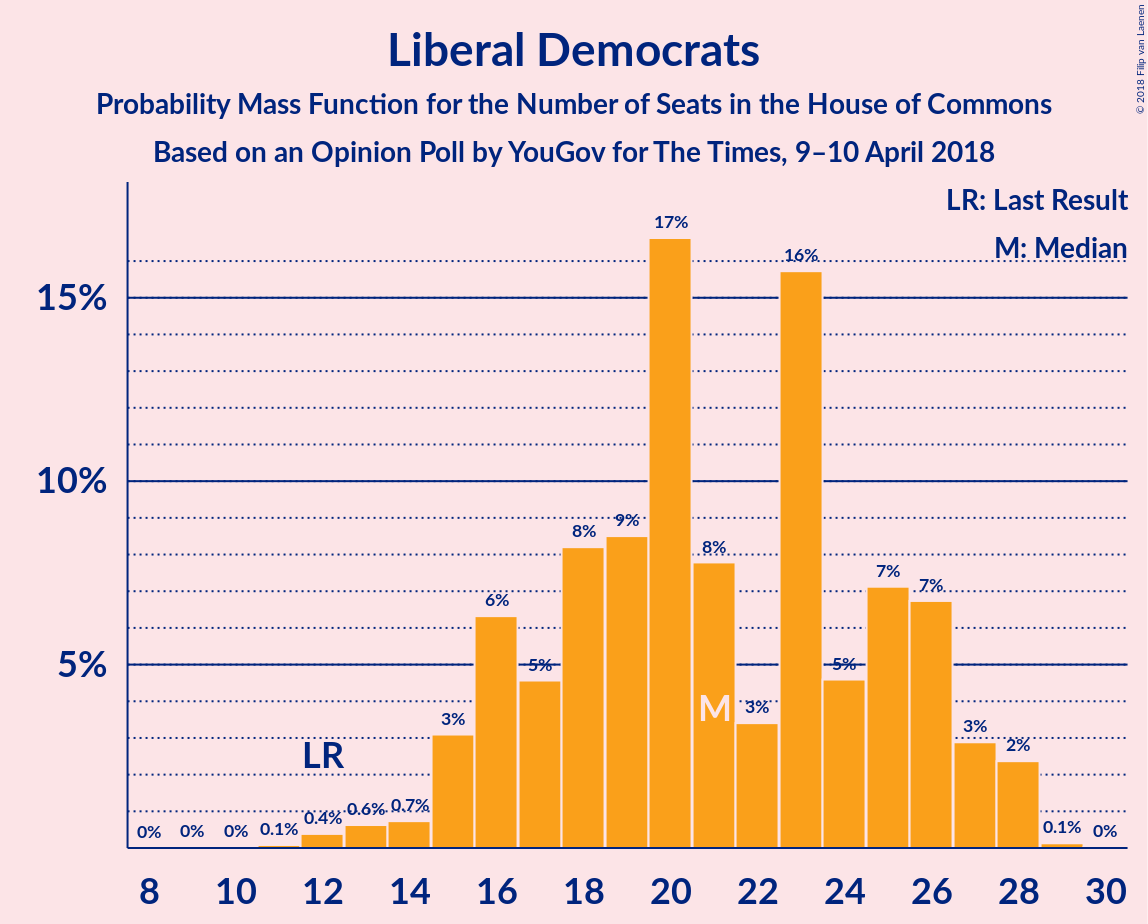 Liberal Democrats
Probability Mass Function for the Number of Seats in the House of Commons
Based on an Opinion Poll by YouGov for The Times, 9–10 April 2018
© 2018 Filip van Laenen
LR: Last Result
M: Median
15%
10%
5%
0% 0% 0% 0.1% 0.4% 0.6% 0.7% 3% 6% 5% 8% 9% 17% 8% 3% 16% 5% 7% 7% 3% 2% 0.1% 0%
LR
M
8 10 12 14 16 18 20 22 24 26 28 30